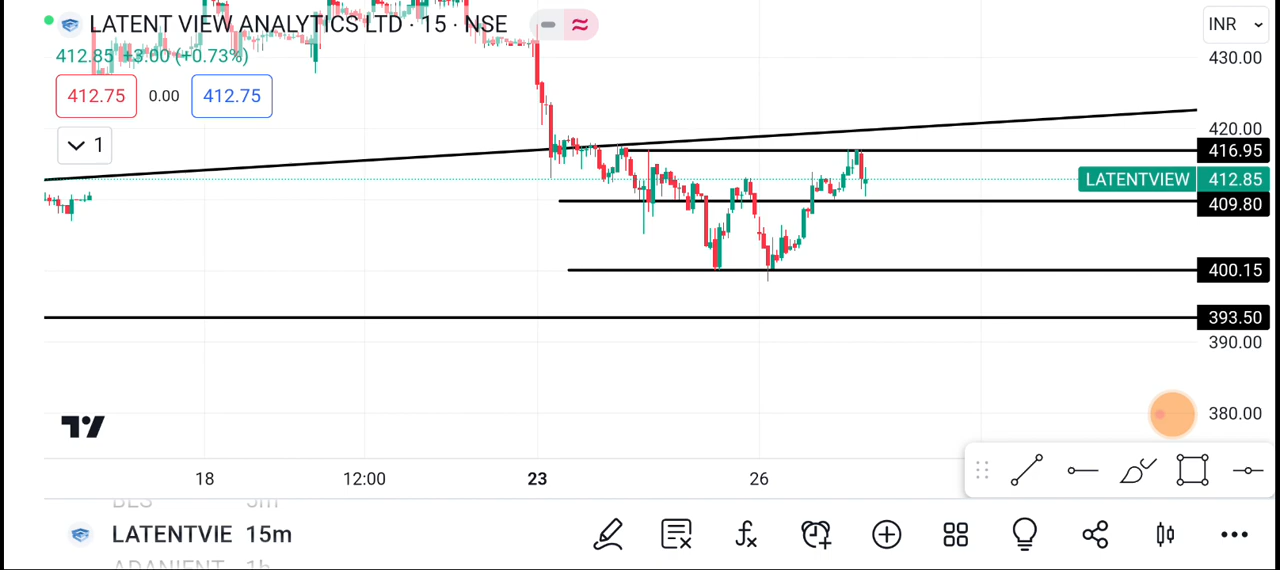 LATENT VIEW ANALYTICS LTD · 15 · NSE
INR
412.85 +3.00 (+0.73%)
430.00
412.75 0.00 412.75
420.00
1
416.95
LATENTVIEW 412.85
409.80
400.15
393.50
390.00
380.00
18 12:00 23 26
LATENTVIE 15m